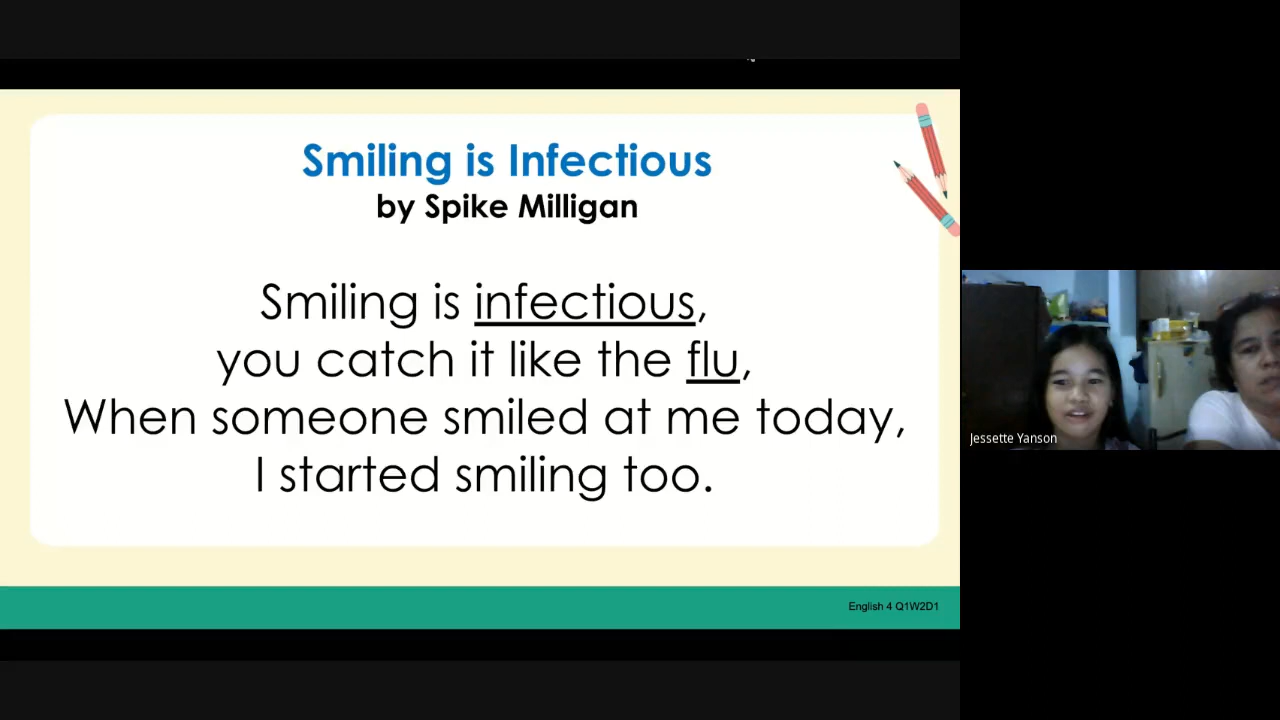 Smiling is Infectious
by Spike Milligan
Smiling is infectious,
you catch it like the flu,
When someone smiled at me today,
I started smiling too.
English 4 Q1W2D1
Jessette Yanson